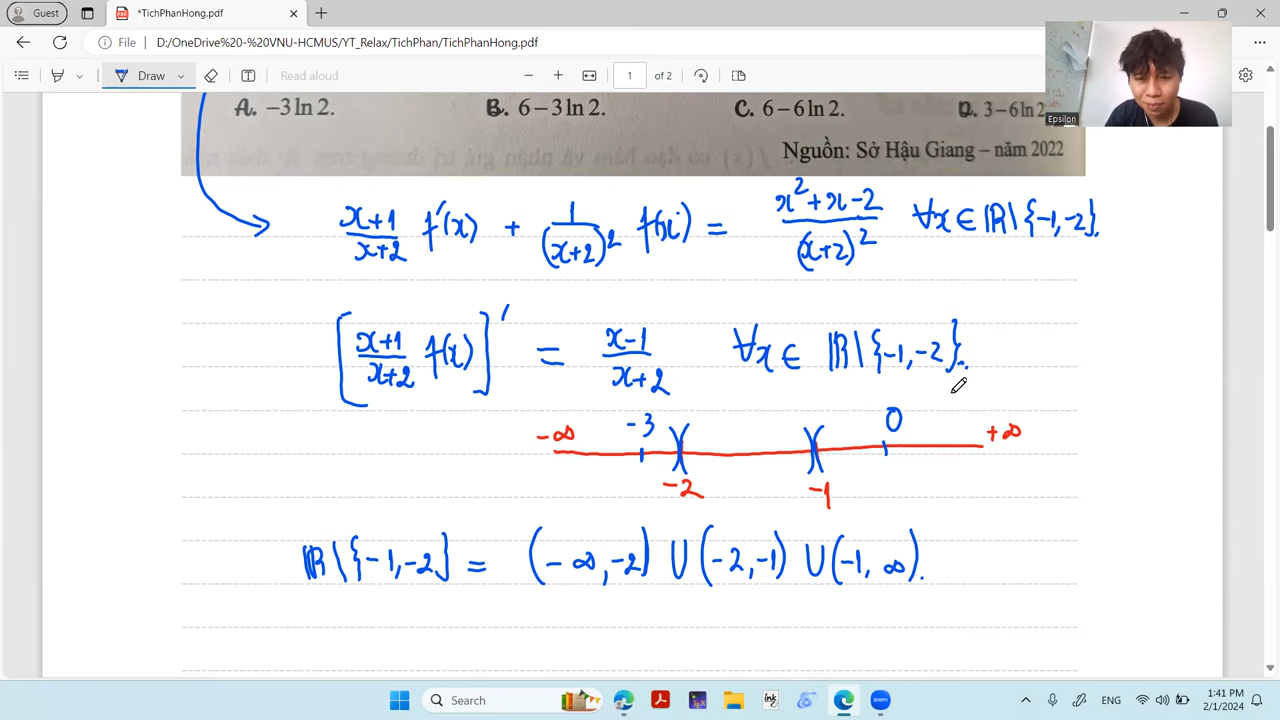 Guest
*TichPhanHong.pdf
File D:/OneDrive%20-%20VNU-HCMUS/YT_Relax/TichPhan/TichPhanHong.pdf
Draw Read aloud 1 of 2
A. −3 ln 2. B. 6 − 3 ln 2. C. 6 − 6 ln 2. D. 3 − 6 ln 2
Epsilon
Nguồn: Sở Hậu Giang – năm 2022
(x+1)/(x+2) f'(x) + 1/(x+2)² f(x) = (x²+x−2)/(x+2)² ∀x ∈ ℝ\{−1,−2}.
[(x+1)/(x+2) f(x)]' = (x−1)/(x+2) ∀x ∈ ℝ\{−1,−2}.
−∞ −3 )( )( 0 +∞
−2 −1
ℝ\{−1,−2} = (−∞,−2) ∪ (−2,−1) ∪ (−1, ∞).
Search
zoom
ENG
1:41 PM
2/1/2024